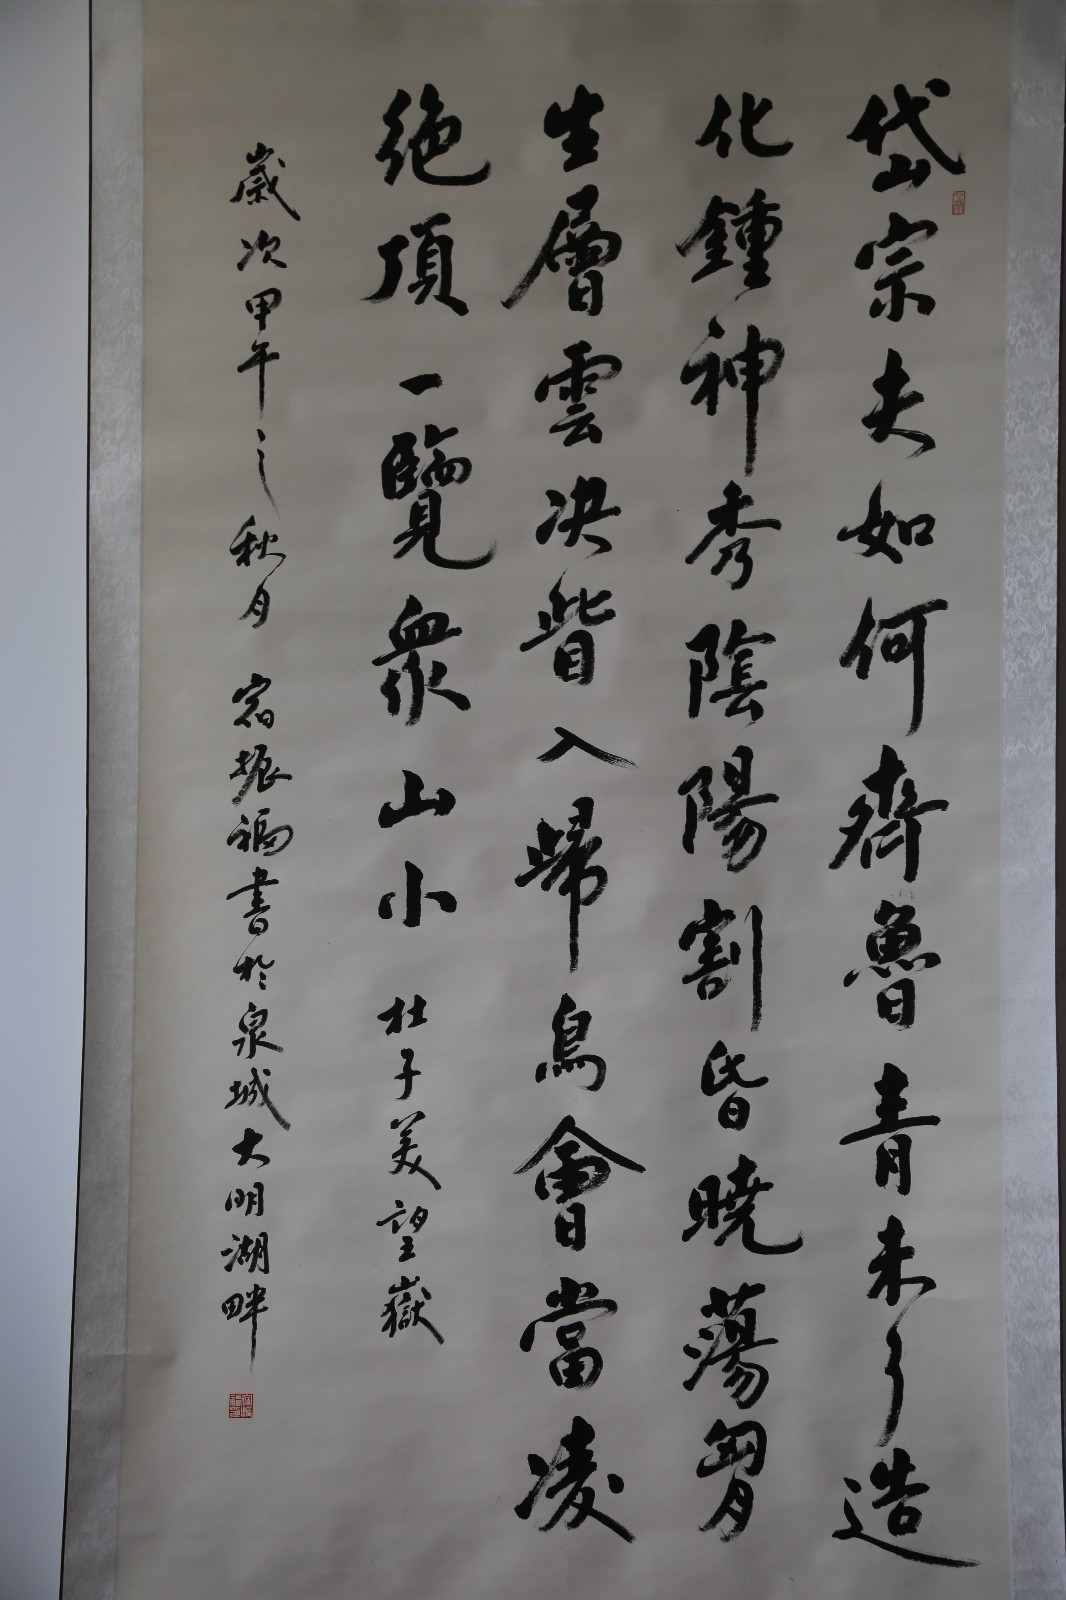 岱宗夫如何齊魯青未了造
化鍾神秀陰陽割昏曉蕩胷
生層雲決眥入歸鳥會當凌
絕頂一覽衆山小 杜子美望嶽
歲次甲午之秋月 宿振福書於泉城大明湖畔